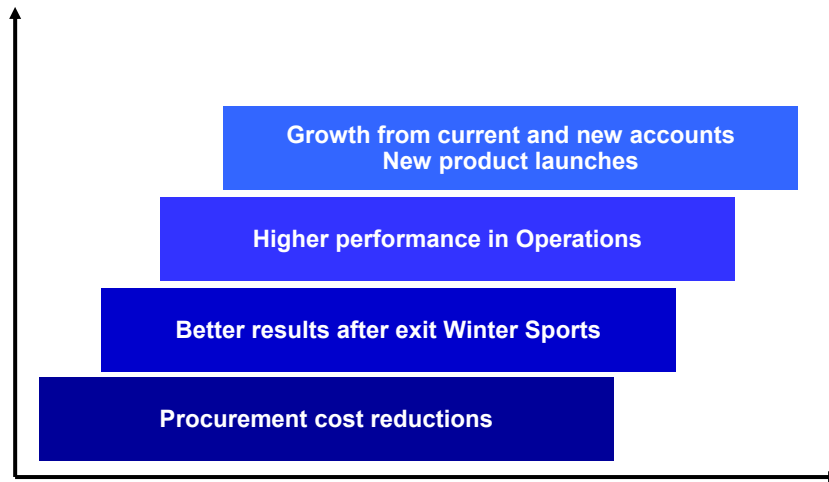 Growth from current and new accounts
New product launches
Higher performance in Operations
Better results after exit Winter Sports
Procurement cost reductions